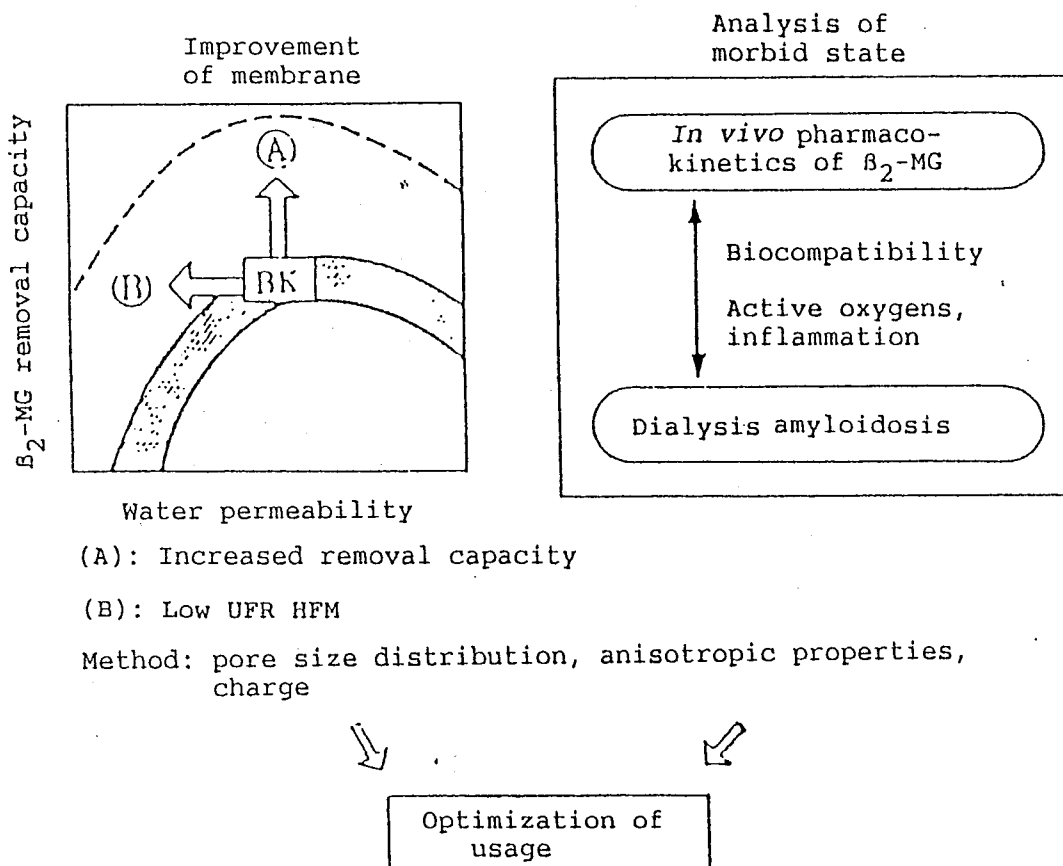 Improvement
of membrane
β₂-MG removal capacity
(A)
(B)
BK
Water permeability
(A): Increased removal capacity
(B): Low UFR HFM
Method: pore size distribution, anisotropic properties,
charge
Analysis of
morbid state
In vivo pharmaco-
kinetics of β₂-MG
Biocompatibility
Active oxygens,
inflammation
Dialysis amyloidosis
Optimization of
usage